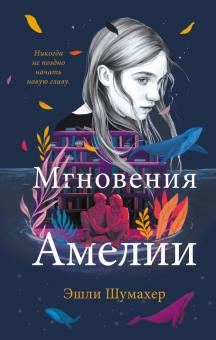 Никогда
не поздно
начать
новую главу.
Мгновения
Амелии
Эшли Шумахер